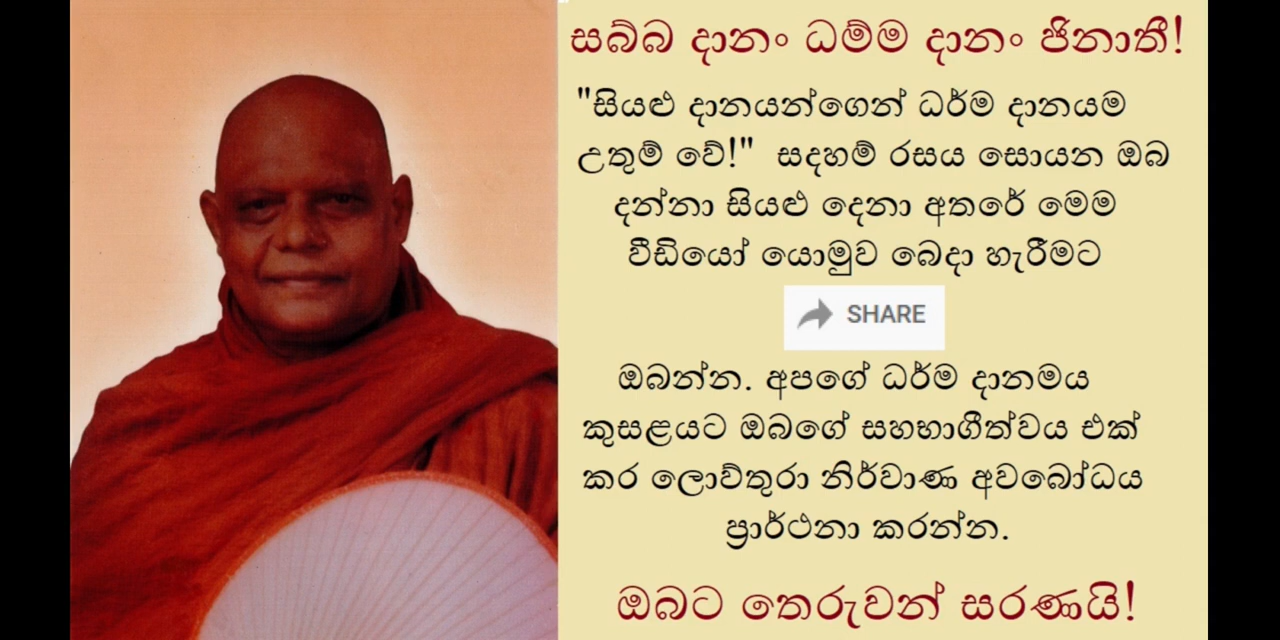 සබ්බ දානං ධම්ම දානං ජිනාතී!
"සියළු දානයන්ගෙන් ධර්ම දානයම
උතුම් වේ!" සදහම් රසය සොයන ඔබ
දන්නා සියළු දෙනා අතරේ මෙම
වීඩියෝ යොමුව බෙදා හැරීමට
SHARE
ඔබන්න. අපගේ ධර්ම දානමය
කුසළයට ඔබගේ සහභාගීත්වය එක්
කර ලොව්තුරා නිර්වාණ අවබෝධය
ප්‍රාර්ථනා කරන්න.
ඔබට තෙරුවන් සරණයි!